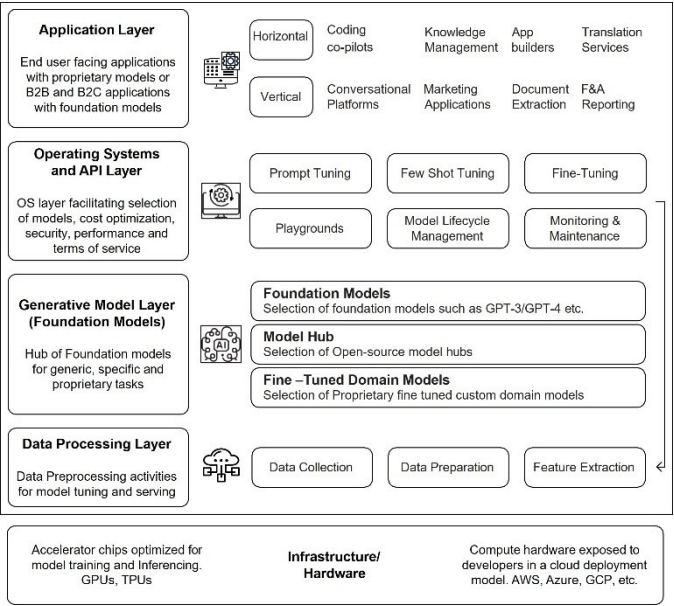 Application Layer
End user facing applications
with proprietary models or
B2B and B2C applications
with foundation models
Horizontal
Coding
co-pilots
Knowledge
Management
App
builders
Translation
Services
Vertical
Conversational
Platforms
Marketing
Applications
Document
Extraction
F&A
Reporting
Operating Systems
and API Layer
OS layer facilitating selection
of models, cost optimization,
security, performance and
terms of service
Prompt Tuning
Few Shot Tuning
Fine-Tuning
Playgrounds
Model Lifecycle
Management
Monitoring &
Maintenance
Generative Model Layer
(Foundation Models)
Hub of Foundation models
for generic, specific and
proprietary tasks
AI
Foundation Models
Selection of foundation models such as GPT-3/GPT-4 etc.
Model Hub
Selection of Open-source model hubs
Fine –Tuned Domain Models
Selection of Proprietary fine tuned custom domain models
Data Processing Layer
Data Preprocessing activities
for model tuning and serving
Data Collection
Data Preparation
Feature Extraction
Accelerator chips optimized for
model training and Inferencing.
GPUs, TPUs
Infrastructure/
Hardware
Compute hardware exposed to
developers in a cloud deployment
model. AWS, Azure, GCP, etc.